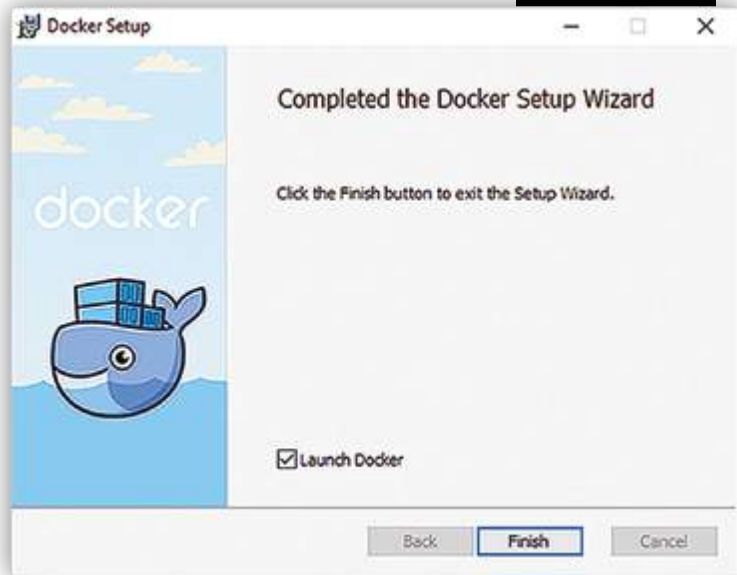 Docker Setup
Completed the Docker Setup Wizard
Click the Finish button to exit the Setup Wizard.
docker
Launch Docker
Back
Finish
Cancel